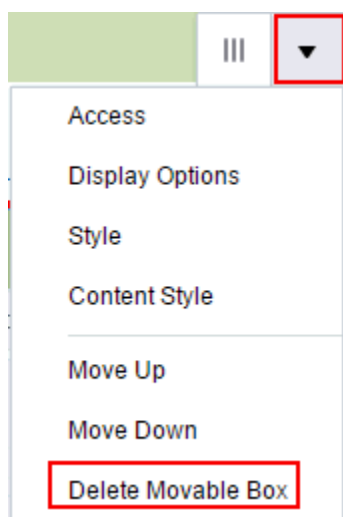 Access
Display Options
Style
Content Style
Move Up
Move Down
Delete Movable Box